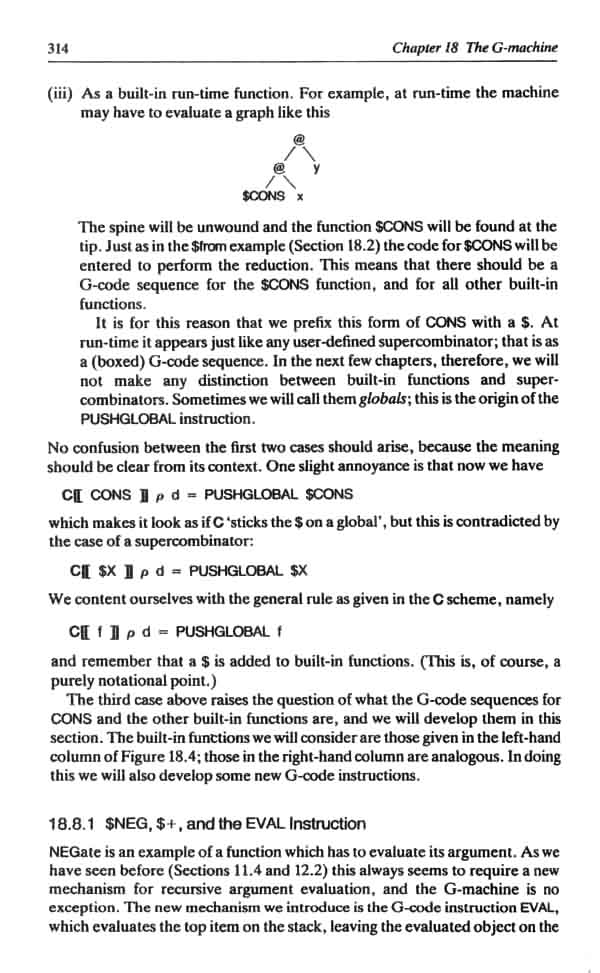 314 Chapter 18 The G-machine
(iii) As a built-in run-time function. For example, at run-time the machine
may have to evaluate a graph like this
@
@ y
$CONS x
The spine will be unwound and the function $CONS will be found at the
tip. Just as in the $from example (Section 18.2) the code for $CONS will be
entered to perform the reduction. This means that there should be a
G-code sequence for the $CONS function, and for all other built-in
functions.
It is for this reason that we prefix this form of CONS with a $. At
run-time it appears just like any user-defined supercombinator; that is as
a (boxed) G-code sequence. In the next few chapters, therefore, we will
not make any distinction between built-in functions and super-
combinators. Sometimes we will call them globals; this is the origin of the
PUSHGLOBAL instruction.
No confusion between the first two cases should arise, because the meaning
should be clear from its context. One slight annoyance is that now we have
C⟦ CONS ⟧ ρ d = PUSHGLOBAL $CONS
which makes it look as if C ‘sticks the $ on a global’, but this is contradicted by
the case of a supercombinator:
C⟦ $X ⟧ ρ d = PUSHGLOBAL $X
We content ourselves with the general rule as given in the C scheme, namely
C⟦ f ⟧ ρ d = PUSHGLOBAL f
and remember that a $ is added to built-in functions. (This is, of course, a
purely notational point.)
The third case above raises the question of what the G-code sequences for
CONS and the other built-in functions are, and we will develop them in this
section. The built-in functions we will consider are those given in the left-hand
column of Figure 18.4; those in the right-hand column are analogous. In doing
this we will also develop some new G-code instructions.
18.8.1 $NEG, $+, and the EVAL Instruction
NEGate is an example of a function which has to evaluate its argument. As we
have seen before (Sections 11.4 and 12.2) this always seems to require a new
mechanism for recursive argument evaluation, and the G-machine is no
exception. The new mechanism we introduce is the G-code instruction EVAL,
which evaluates the top item on the stack, leaving the evaluated object on the